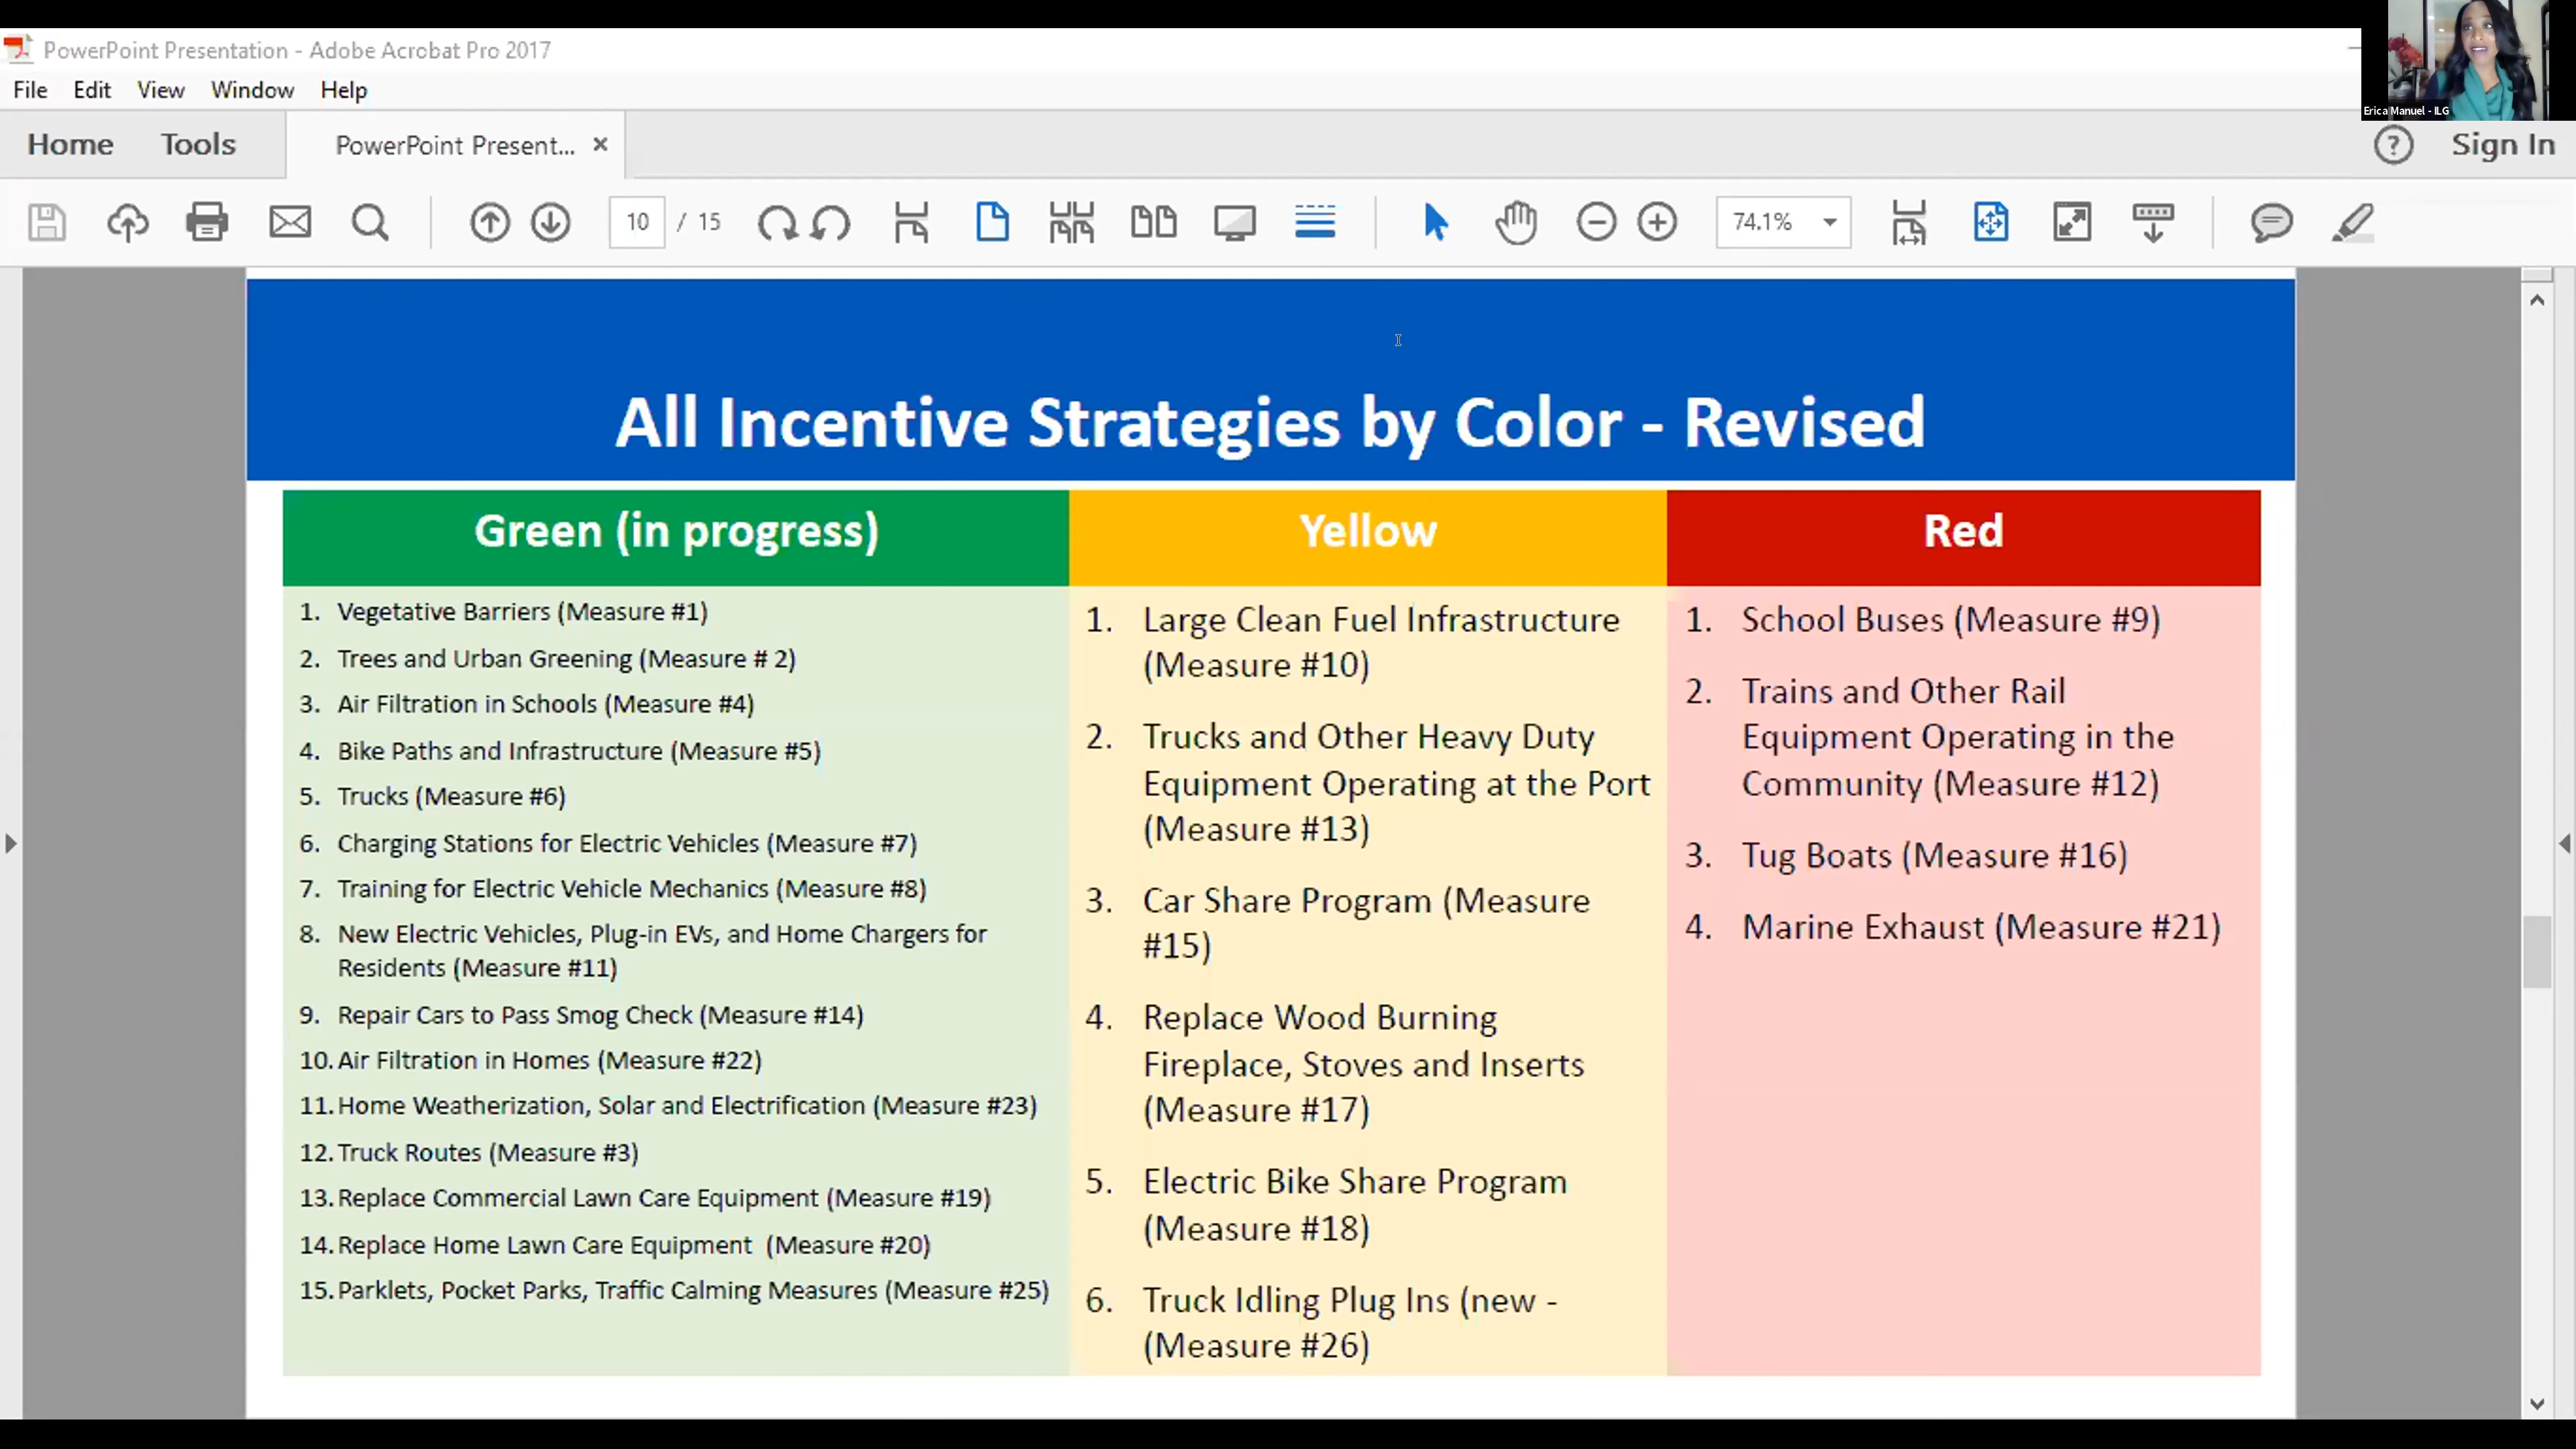 PowerPoint Presentation - Adobe Acrobat Pro 2017
Erica Manuel - ILG
File Edit View Window Help
Home Tools PowerPoint Present... × ? Sign In
10 / 15 74.1%
All Incentive Strategies by Color - Revised
Green (in progress)
1. Vegetative Barriers (Measure #1)
2. Trees and Urban Greening (Measure # 2)
3. Air Filtration in Schools (Measure #4)
4. Bike Paths and Infrastructure (Measure #5)
5. Trucks (Measure #6)
6. Charging Stations for Electric Vehicles (Measure #7)
7. Training for Electric Vehicle Mechanics (Measure #8)
8. New Electric Vehicles, Plug-in EVs, and Home Chargers for
Residents (Measure #11)
9. Repair Cars to Pass Smog Check (Measure #14)
10. Air Filtration in Homes (Measure #22)
11. Home Weatherization, Solar and Electrification (Measure #23)
12. Truck Routes (Measure #3)
13. Replace Commercial Lawn Care Equipment (Measure #19)
14. Replace Home Lawn Care Equipment (Measure #20)
15. Parklets, Pocket Parks, Traffic Calming Measures (Measure #25)
Yellow
1. Large Clean Fuel Infrastructure
(Measure #10)
2. Trucks and Other Heavy Duty
Equipment Operating at the Port
(Measure #13)
3. Car Share Program (Measure
#15)
4. Replace Wood Burning
Fireplace, Stoves and Inserts
(Measure #17)
5. Electric Bike Share Program
(Measure #18)
6. Truck Idling Plug Ins (new -
(Measure #26)
Red
1. School Buses (Measure #9)
2. Trains and Other Rail
Equipment Operating in the
Community (Measure #12)
3. Tug Boats (Measure #16)
4. Marine Exhaust (Measure #21)